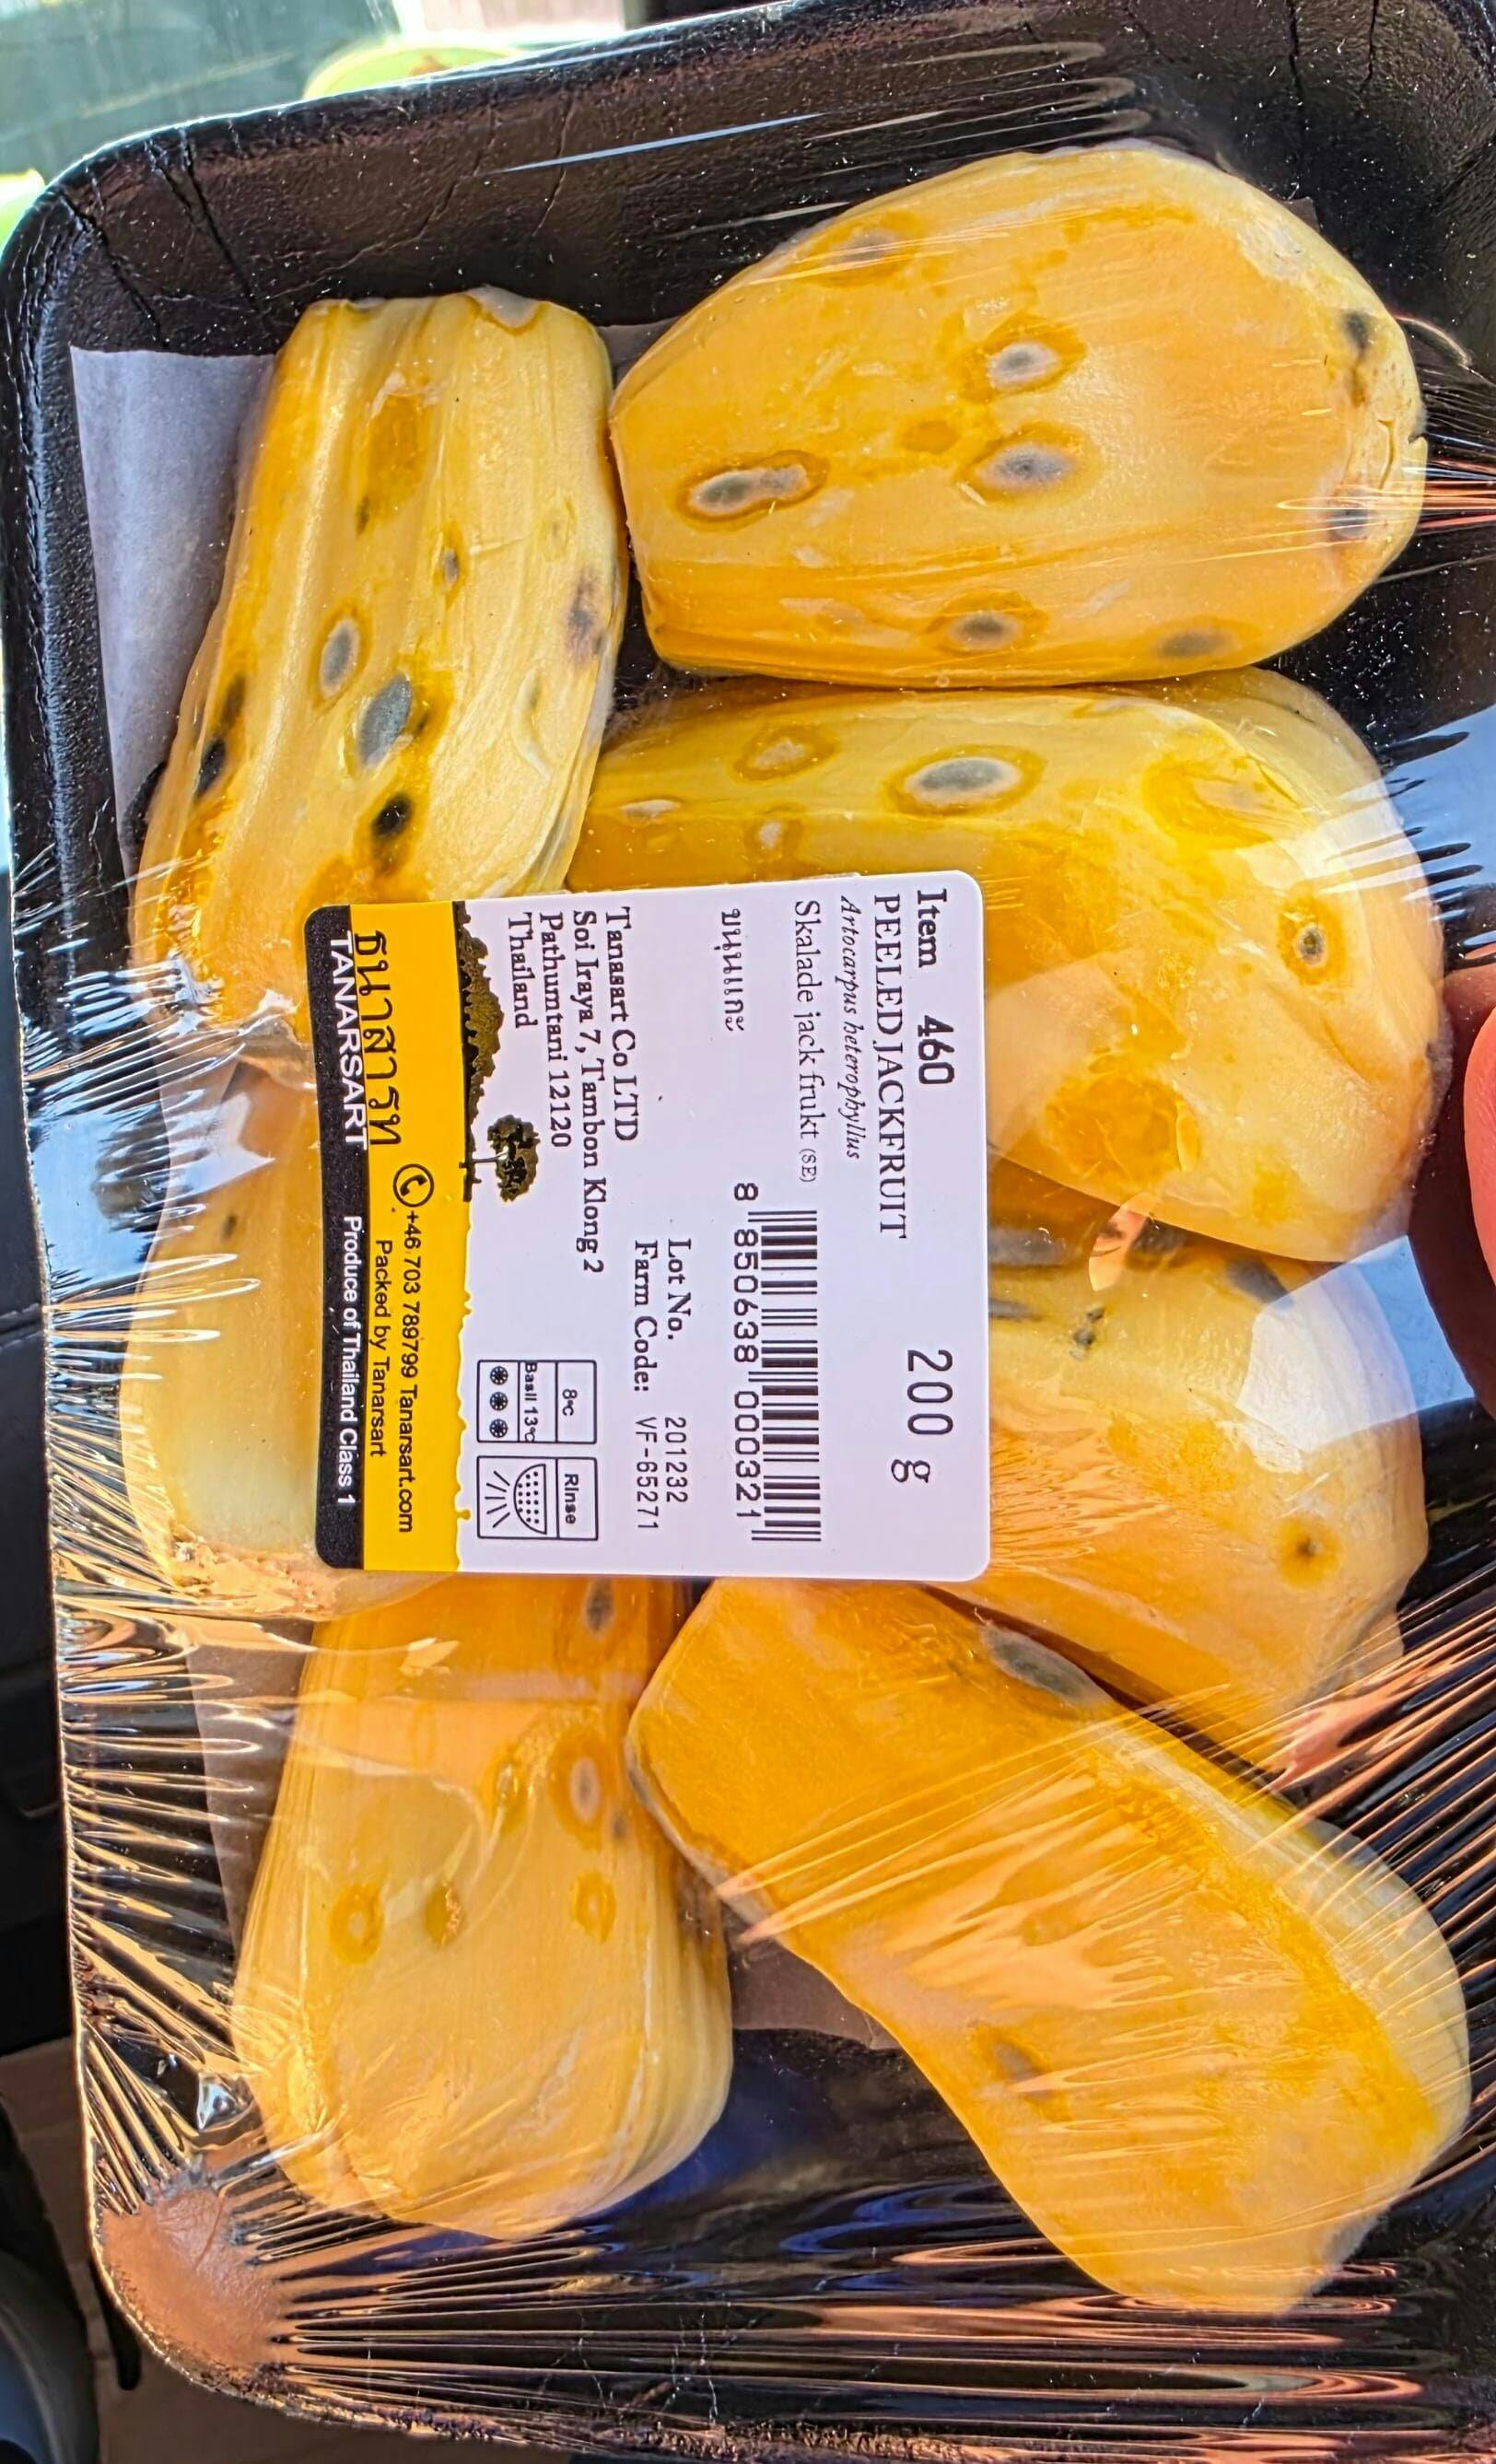 Item 460
PEELED JACKFRUIT 200 g
Artocarpus heterophyllus
Skalade jack frukt (SE)
ขนุนแกะ
8 850638 000321
Lot No. 201232
Farm Code: VF-65271
Tanasart Co LTD
Soi Iraya 7, Tambon Klong 2
Pathumtani 12120
Thailand
8°C
Basil 13°C
Rinse
ธนาสารท
TANARSART
+46 703 789799 Tanarsart.com
Packed by Tanarsart
Produce of Thailand Class 1